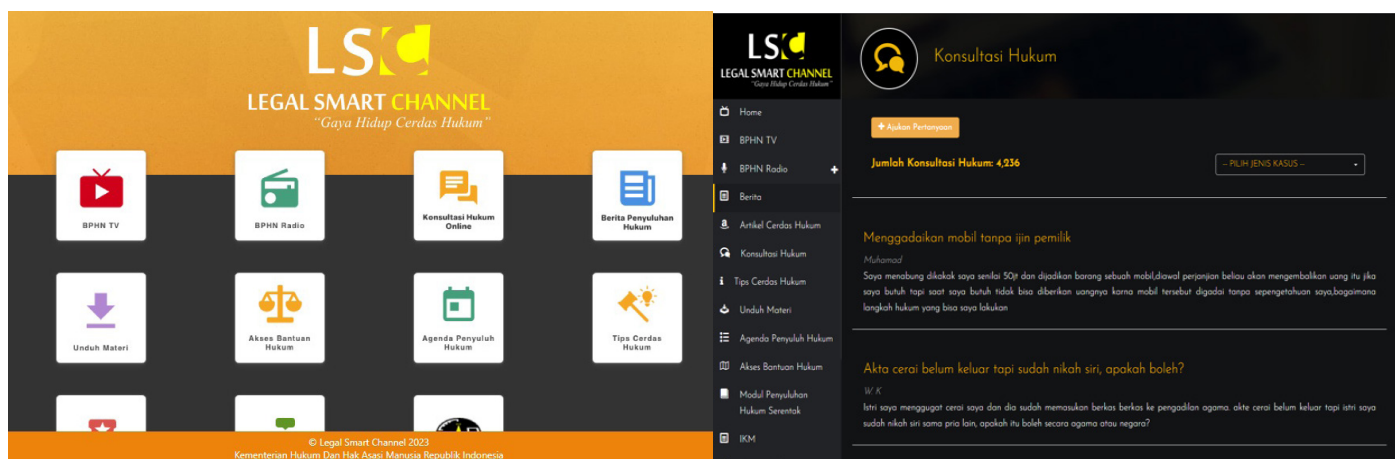 LSC
LEGAL SMART CHANNEL
"Gaya Hidup Cerdas Hukum"
BPHN TV
BPHN Radio
Konsultasi Hukum
Online
Berita Penyuluhan
Hukum
Unduh Materi
Akses Bantuan
Hukum
Agenda Penyuluh
Hukum
Tips Cerdas
Hukum
© Legal Smart Channel 2023
Kementerian Hukum Dan Hak Asasi Manusia Republik Indonesia
LSC
LEGAL SMART CHANNEL
"Gaya Hidup Cerdas Hukum"
Home
BPHN TV
BPHN Radio
Berita
Artikel Cerdas Hukum
Konsultasi Hukum
Tips Cerdas Hukum
Unduh Materi
Agenda Penyuluh Hukum
Akses Bantuan Hukum
Modul Penyuluhan
Hukum Serentak
IKM
Konsultasi Hukum
+ Ajukan Pertanyaan
Jumlah Konsultasi Hukum: 4,236
-- PILIH JENIS KASUS --
Menggadaikan mobil tanpa ijin pemilik
Muhamad
Saya menabung dikakak saya senilai 50jt dan dijadikan barang sebuah mobil,diawal perjanjian beliau akan mengembalikan uang itu jika
saya butuh tapi saat saya butuh tidak bisa diberikan uangnya karna mobil tersebut digadai tanpa sepengetahuan saya,bagaimana
langkah hukum yang bisa saya lakukan
Akta cerai belum keluar tapi sudah nikah siri, apakah boleh?
W K
Istri saya menggugat cerai saya dan dia sudah memasukan berkas berkas ke pengadilan agama. akte cerai belum keluar tapi istri saya
sudah nikah siri sama pria lain, apakah itu boleh secara agama atau negara?